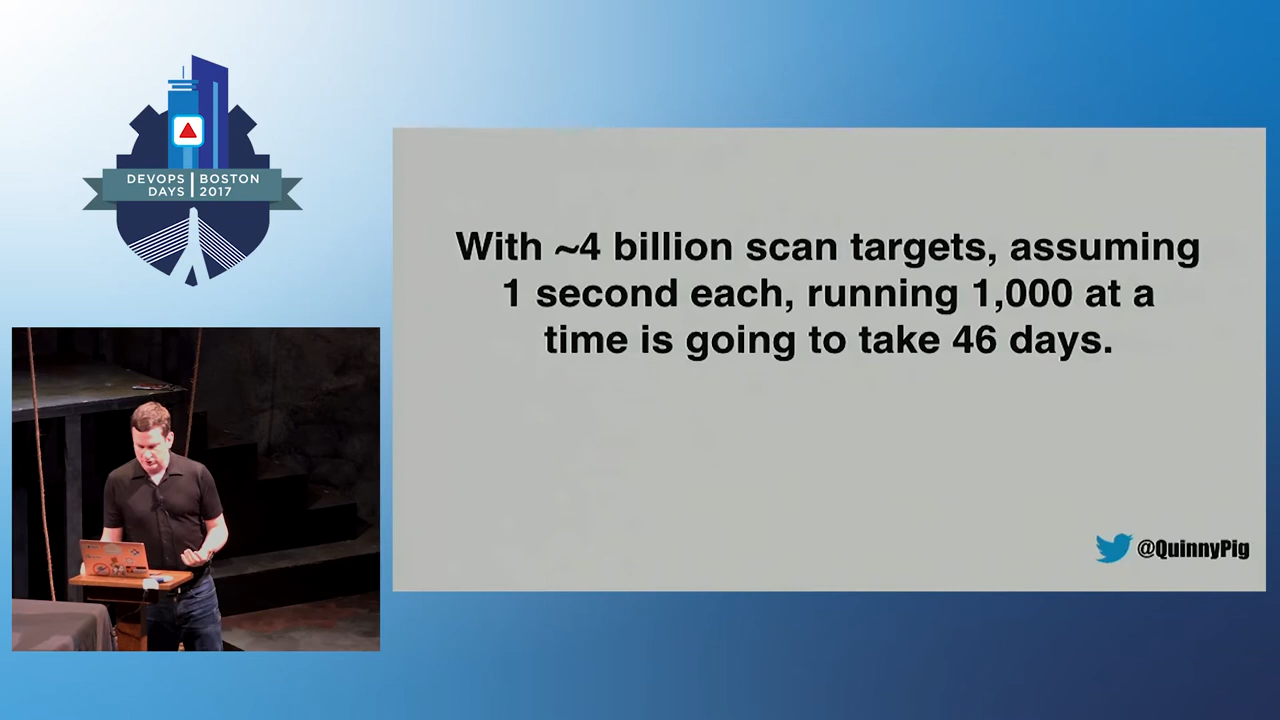 DEVOPS BOSTON
DAYS 2017
With ~4 billion scan targets, assuming
1 second each, running 1,000 at a
time is going to take 46 days.
@QuinnyPig